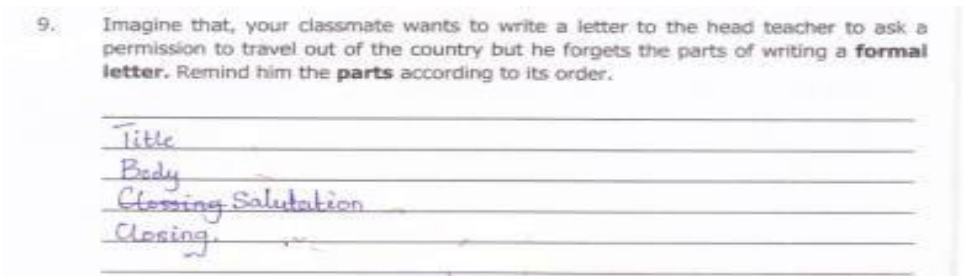 9. Imagine that, your classmate wants to write a letter to the head teacher to ask a
permission to travel out of the country but he forgets the parts of writing a formal
letter. Remind him the parts according to its order.
Title
Body
Clossing Salutation
Closing.